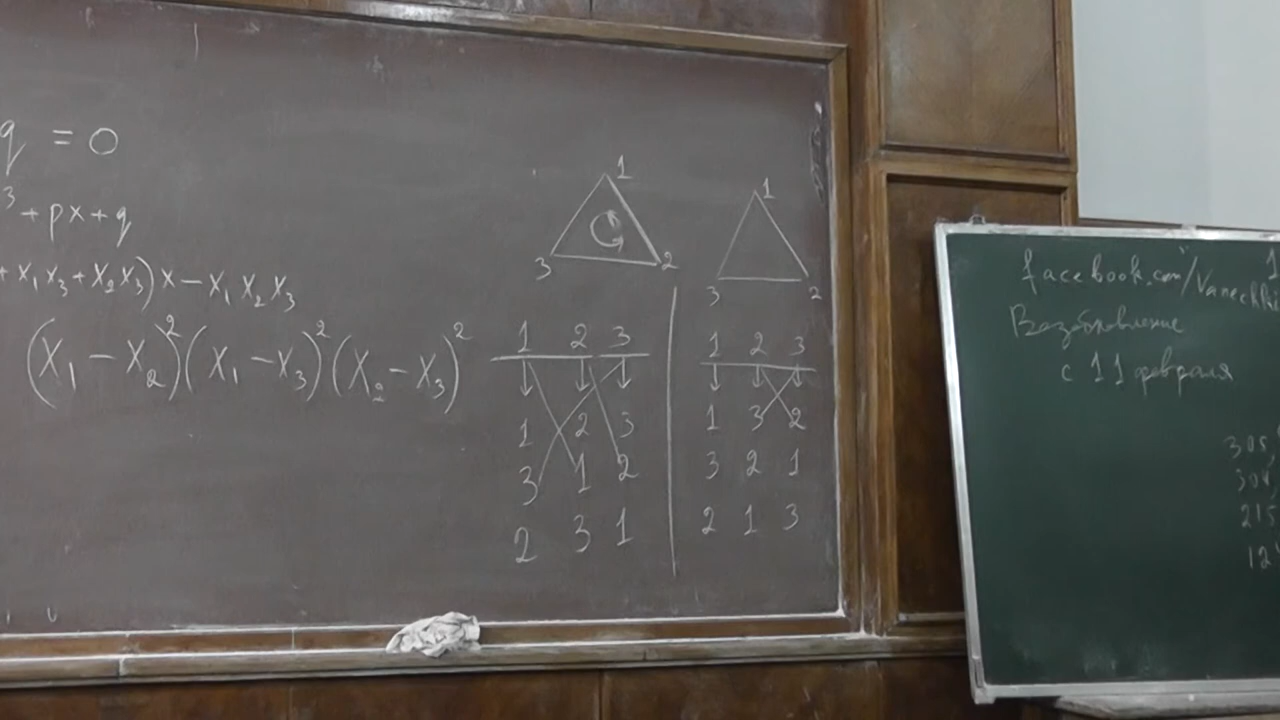 q = 0
3 + px + q
+ x₁x₃ + x₂x₃)x − x₁x₂x₃
(x₁ − x₂)²(x₁ − x₃)²(x₂ − x₃)²
1
3 2
1 2 3
1 2 3
3 1 2
2 3 1
1
3 2
1 2 3
1 3 2
3 2 1
2 1 3
facebook.com/
Возобновление
с 11 февраля